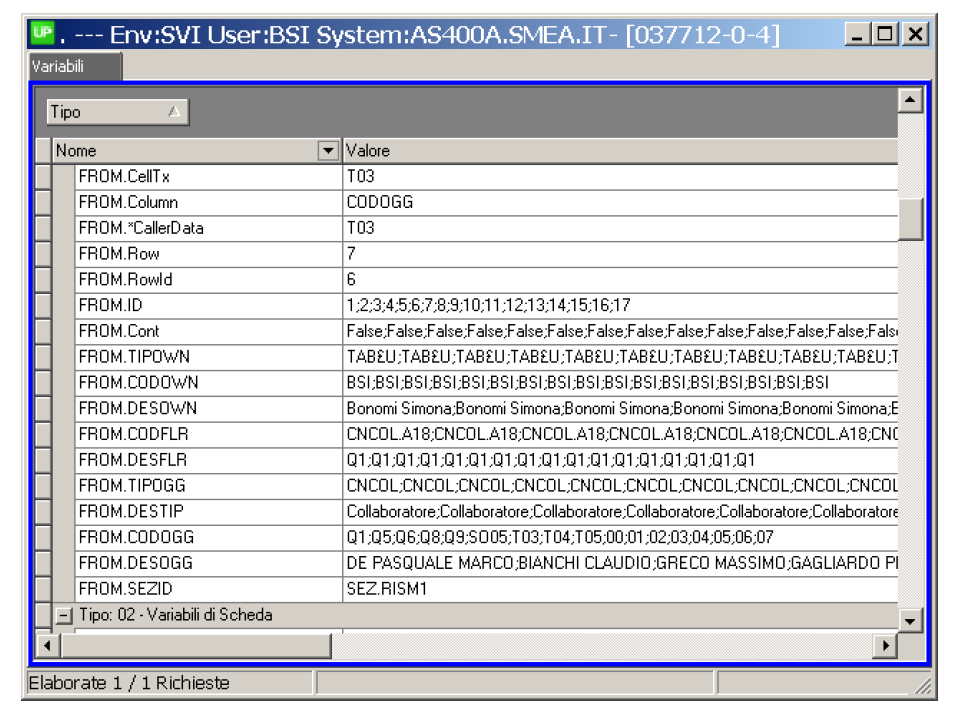 UP . --- Env:SVI User:BSI System:AS400A.SMEA.IT- [037712-0-4]
Variabili
Tipo
Nome Valore
FROM.CellTx T03
FROM.Column CODOGG
FROM.*CallerData T03
FROM.Row 7
FROM.RowId 6
FROM.ID 1;2;3;4;5;6;7;8;9;10;11;12;13;14;15;16;17
FROM.Cont False;False;False;False;False;False;False;False;False;False;False;False;False;Fals
FROM.TIPOWN TAB£U;TAB£U;TAB£U;TAB£U;TAB£U;TAB£U;TAB£U;TAB£U;TAB£U;TAB£U;T
FROM.CODOWN BSI;BSI;BSI;BSI;BSI;BSI;BSI;BSI;BSI;BSI;BSI;BSI;BSI;BSI;BSI;BSI;BSI
FROM.DESOWN Bonomi Simona;Bonomi Simona;Bonomi Simona;Bonomi Simona;Bonomi Simona;B
FROM.CODFLR CNCOL.A18;CNCOL.A18;CNCOL.A18;CNCOL.A18;CNCOL.A18;CNC
FROM.DESFLR Q1;Q1;Q1;Q1;Q1;Q1;Q1;Q1;Q1;Q1;Q1;Q1;Q1;Q1;Q1;Q1;Q1
FROM.TIPOGG CNCOL;CNCOL;CNCOL;CNCOL;CNCOL;CNCOL;CNCOL;CNCOL;CNCOL;CNCOL
FROM.DESTIP Collaboratore;Collaboratore;Collaboratore;Collaboratore;Collaboratore;Collaboratore
FROM.CODOGG Q1;Q5;Q6;Q8;Q9;SO05;T03;T04;T05;00;01;02;03;04;05;06;07
FROM.DESOGG DE PASQUALE MARCO;BIANCHI CLAUDIO;GRECO MASSIMO;GAGLIARDO PI
FROM.SEZID SEZ.RISM1
Tipo: 02 - Variabili di Scheda
Elaborate 1 / 1 Richieste